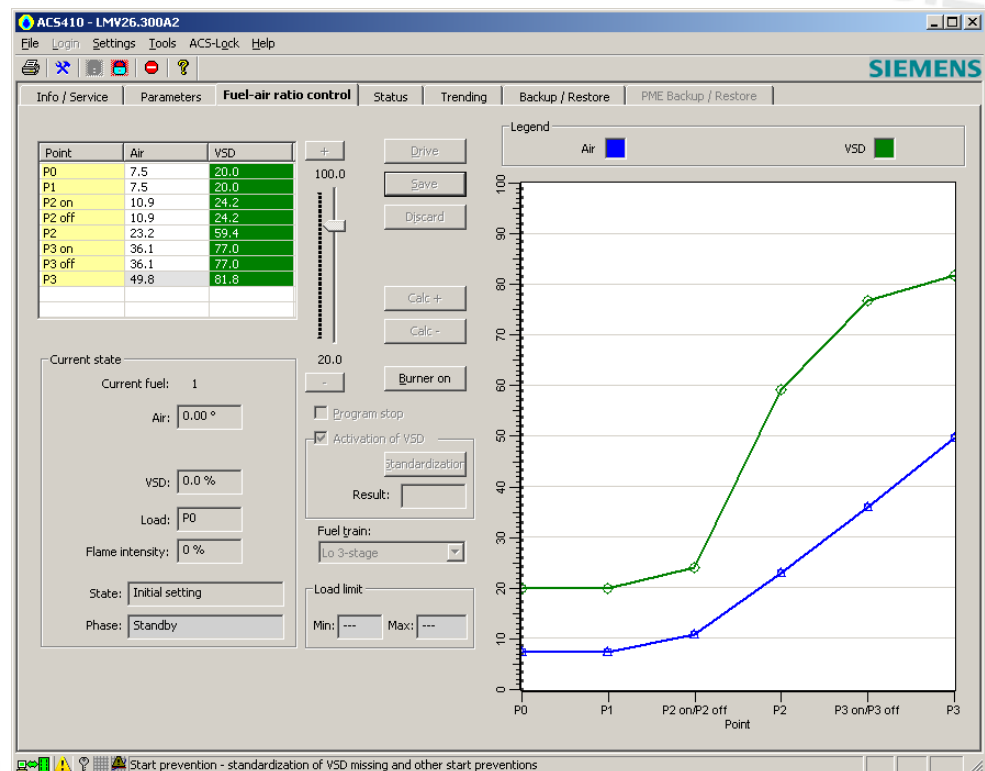 ACS410 - LMV26.300A2
File Login Settings Tools ACS-Lock Help
SIEMENS
Info / Service Parameters Fuel-air ratio control Status Trending Backup / Restore PME Backup / Restore
Point Air VSD
P0 7.5 20.0
P1 7.5 20.0
P2 on 10.9 24.2
P2 off 10.9 24.2
P2 23.2 59.4
P3 on 36.1 77.0
P3 off 36.1 77.0
P3 49.8 81.8
+
100.0
20.0
-
Drive
Save
Discard
Calc +
Calc -
Burner on
Current state
Current fuel: 1
Air: 0.00 °
VSD: 0.0 %
Load: P0
Flame intensity: 0 %
State: Initial setting
Phase: Standby
Program stop
Activation of VSD
Standardization
Result:
Fuel train:
Lo 3-stage
Load limit
Min: --- Max: ---
Legend
Air VSD
100
90
80
70
60
50
40
30
20
10
0
P0 P1 P2 on/P2 off P2 P3 on/P3 off P3
Point
Start prevention - standardization of VSD missing and other start preventions